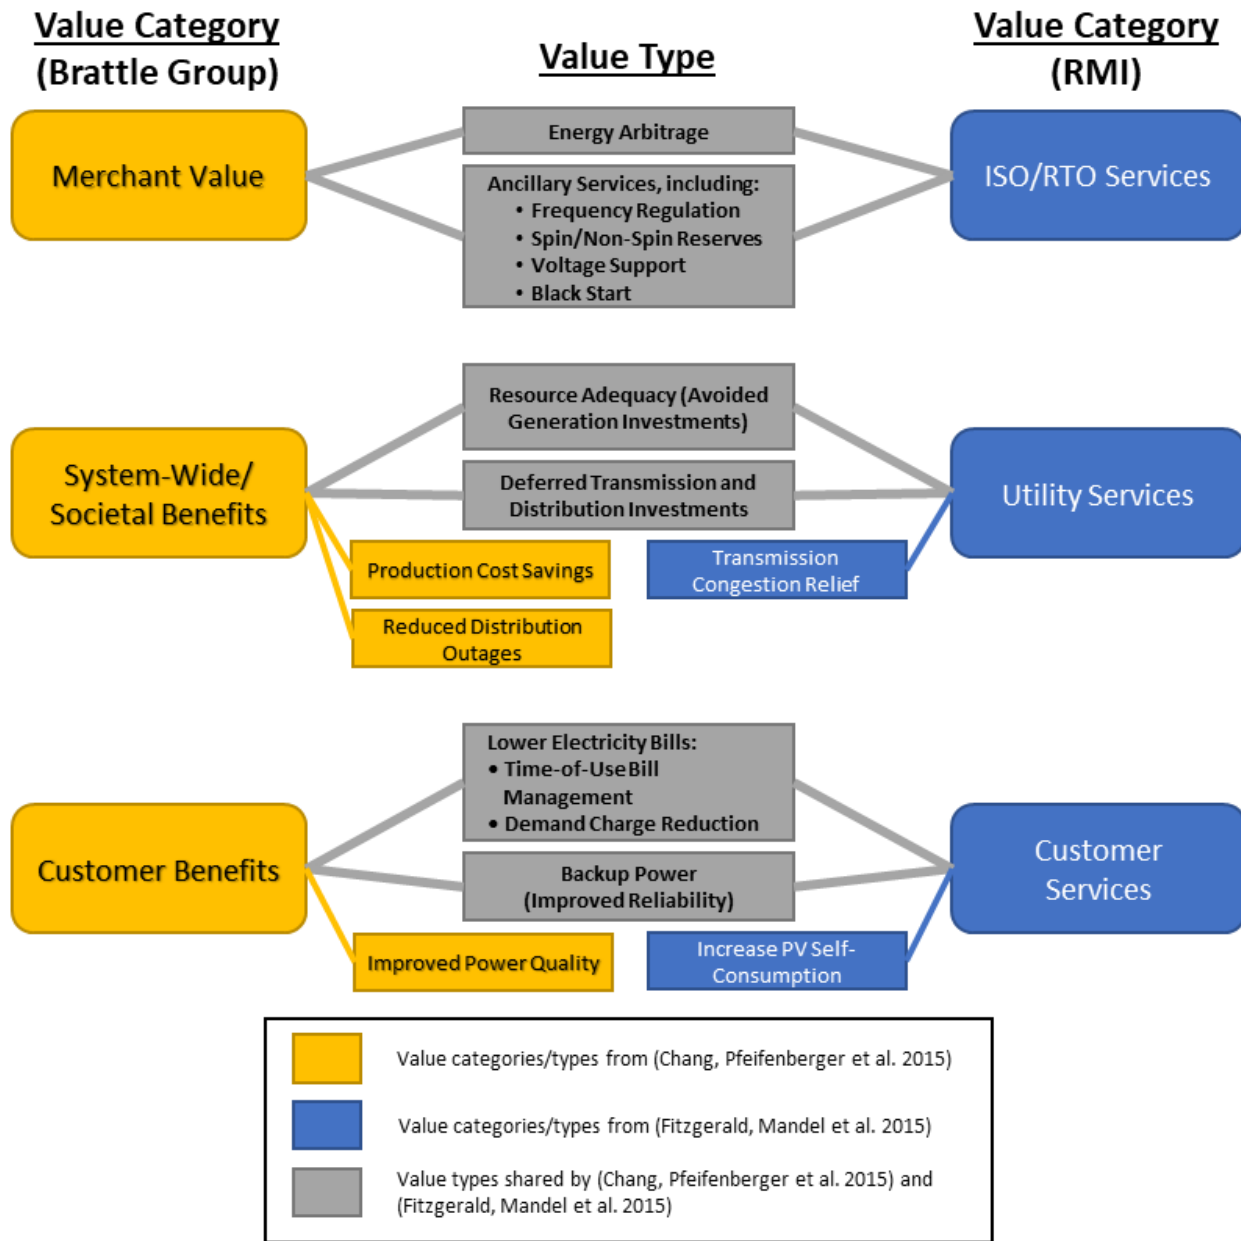 Value Category
(Brattle Group)
Value Type
Value Category
(RMI)
Merchant Value
Energy Arbitrage
Ancillary Services, including:
• Frequency Regulation
• Spin/Non-Spin Reserves
• Voltage Support
• Black Start
ISO/RTO Services
System-Wide/
Societal Benefits
Resource Adequacy (Avoided
Generation Investments)
Deferred Transmission and
Distribution Investments
Production Cost Savings
Reduced Distribution
Outages
Transmission
Congestion Relief
Utility Services
Customer Benefits
Lower Electricity Bills:
• Time-of-Use Bill
Management
• Demand Charge Reduction
Backup Power
(Improved Reliability)
Improved Power Quality
Increase PV Self-
Consumption
Customer
Services
Value categories/types from (Chang, Pfeifenberger et al. 2015)
Value categories/types from (Fitzgerald, Mandel et al. 2015)
Value types shared by (Chang, Pfeifenberger et al. 2015) and
(Fitzgerald, Mandel et al. 2015)